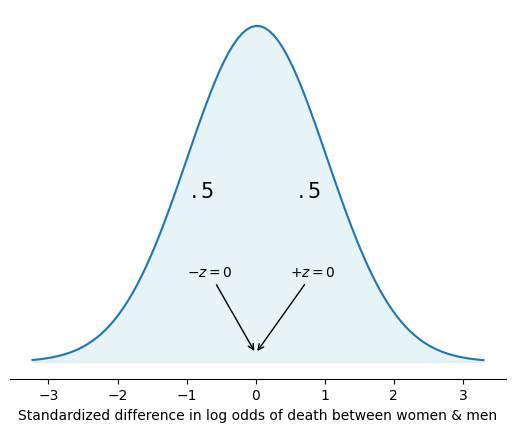 .5 .5
−z=0 +z=0
−3 −2 −1 0 1 2 3
Standardized difference in log odds of death between women & men